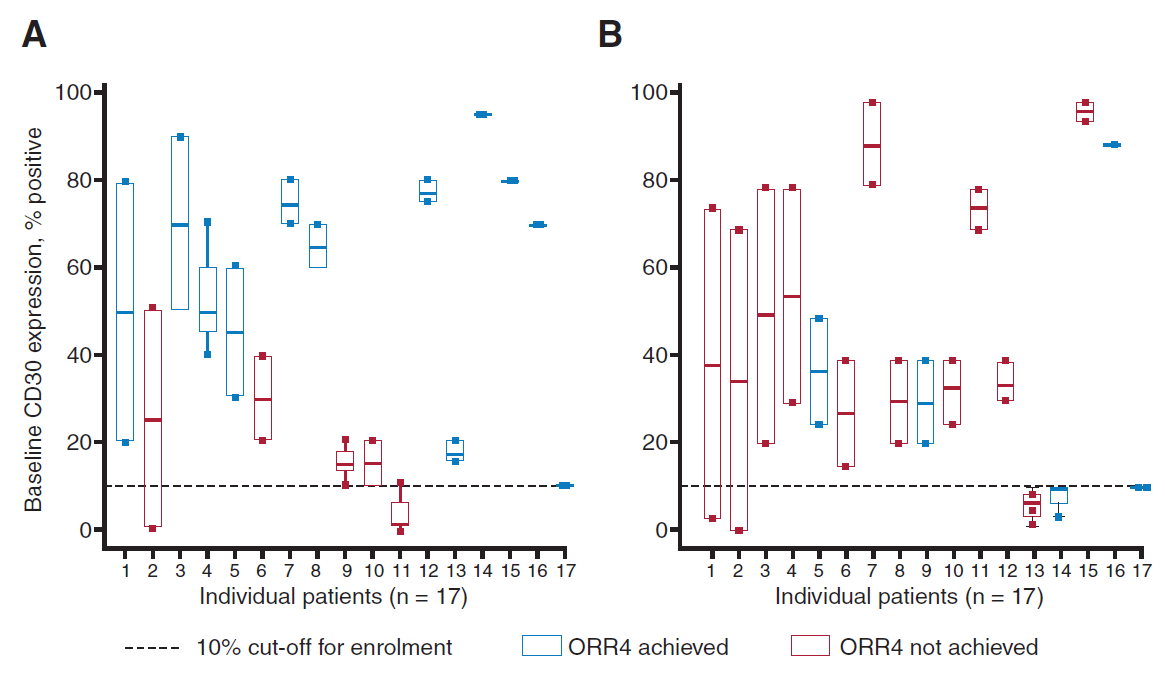 A
B
Baseline CD30 expression, % positive
100
80
60
40
20
0
1 2 3 4 5 6 7 8 9 10 11 12 13 14 15 16 17
Individual patients (n = 17)
100
80
60
40
20
0
1 2 3 4 5 6 7 8 9 10 11 12 13 14 15 16 17
Individual patients (n = 17)
10% cut-off for enrolment
ORR4 achieved
ORR4 not achieved